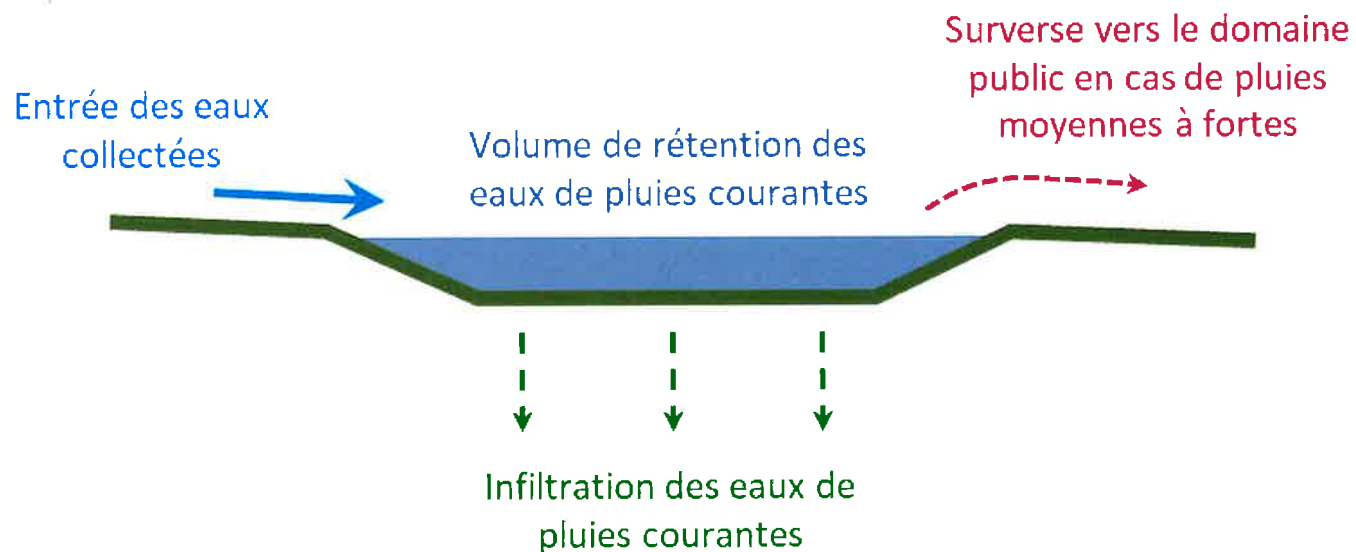 Surverse vers le domaine
public en cas de pluies
moyennes à fortes
Entrée des eaux
collectées
Volume de rétention des
eaux de pluies courantes
Infiltration des eaux de
pluies courantes